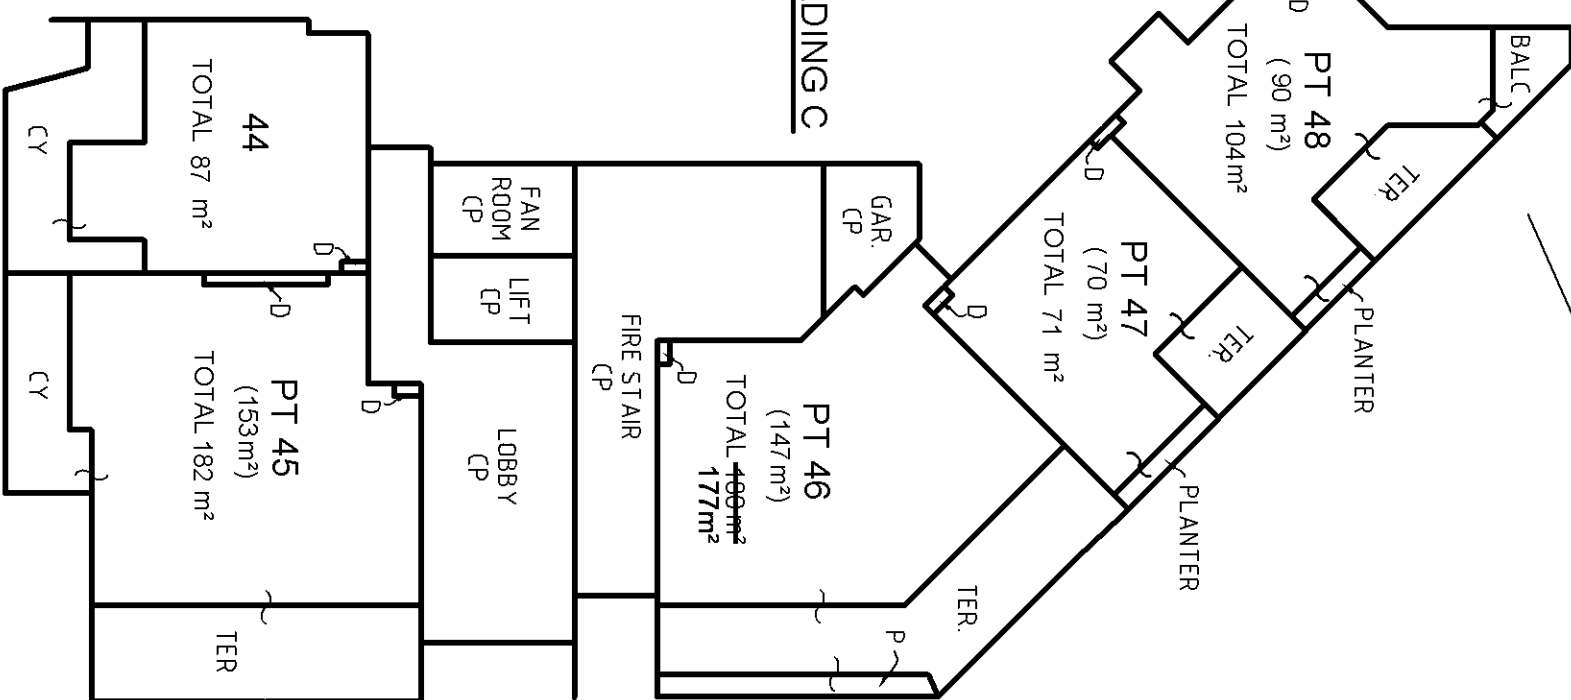 DING C
D
BALC
PT 48
(90 m²)
TOTAL 104m²
TER.
D
PT 47
(70 m²)
TOTAL 71 m²
TER.
PLANTER
PLANTER
D
GAR.
CP
FAN
ROOM
CP
LIFT
CP
FIRE STAIR
CP
LOBBY
CP
D
PT 46
(147 m²)
TOTAL 180 m²
177m²
TER.
P
44
TOTAL 87 m²
CY
D
D
D
PT 45
(153m²)
TOTAL 182 m²
CY
TER